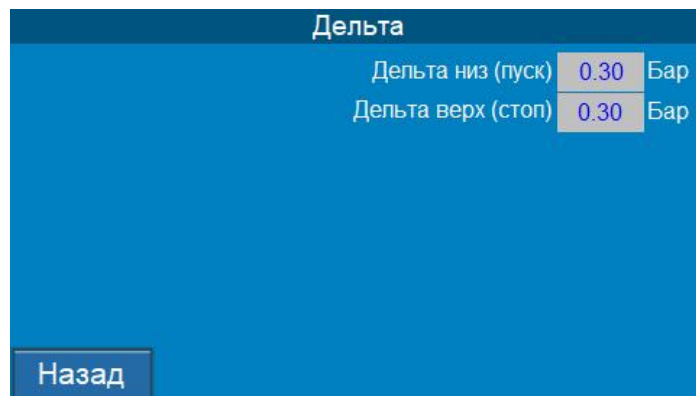 Дельта
Дельта низ (пуск) 0.30 Бар
Дельта верх (стоп) 0.30 Бар
Назад